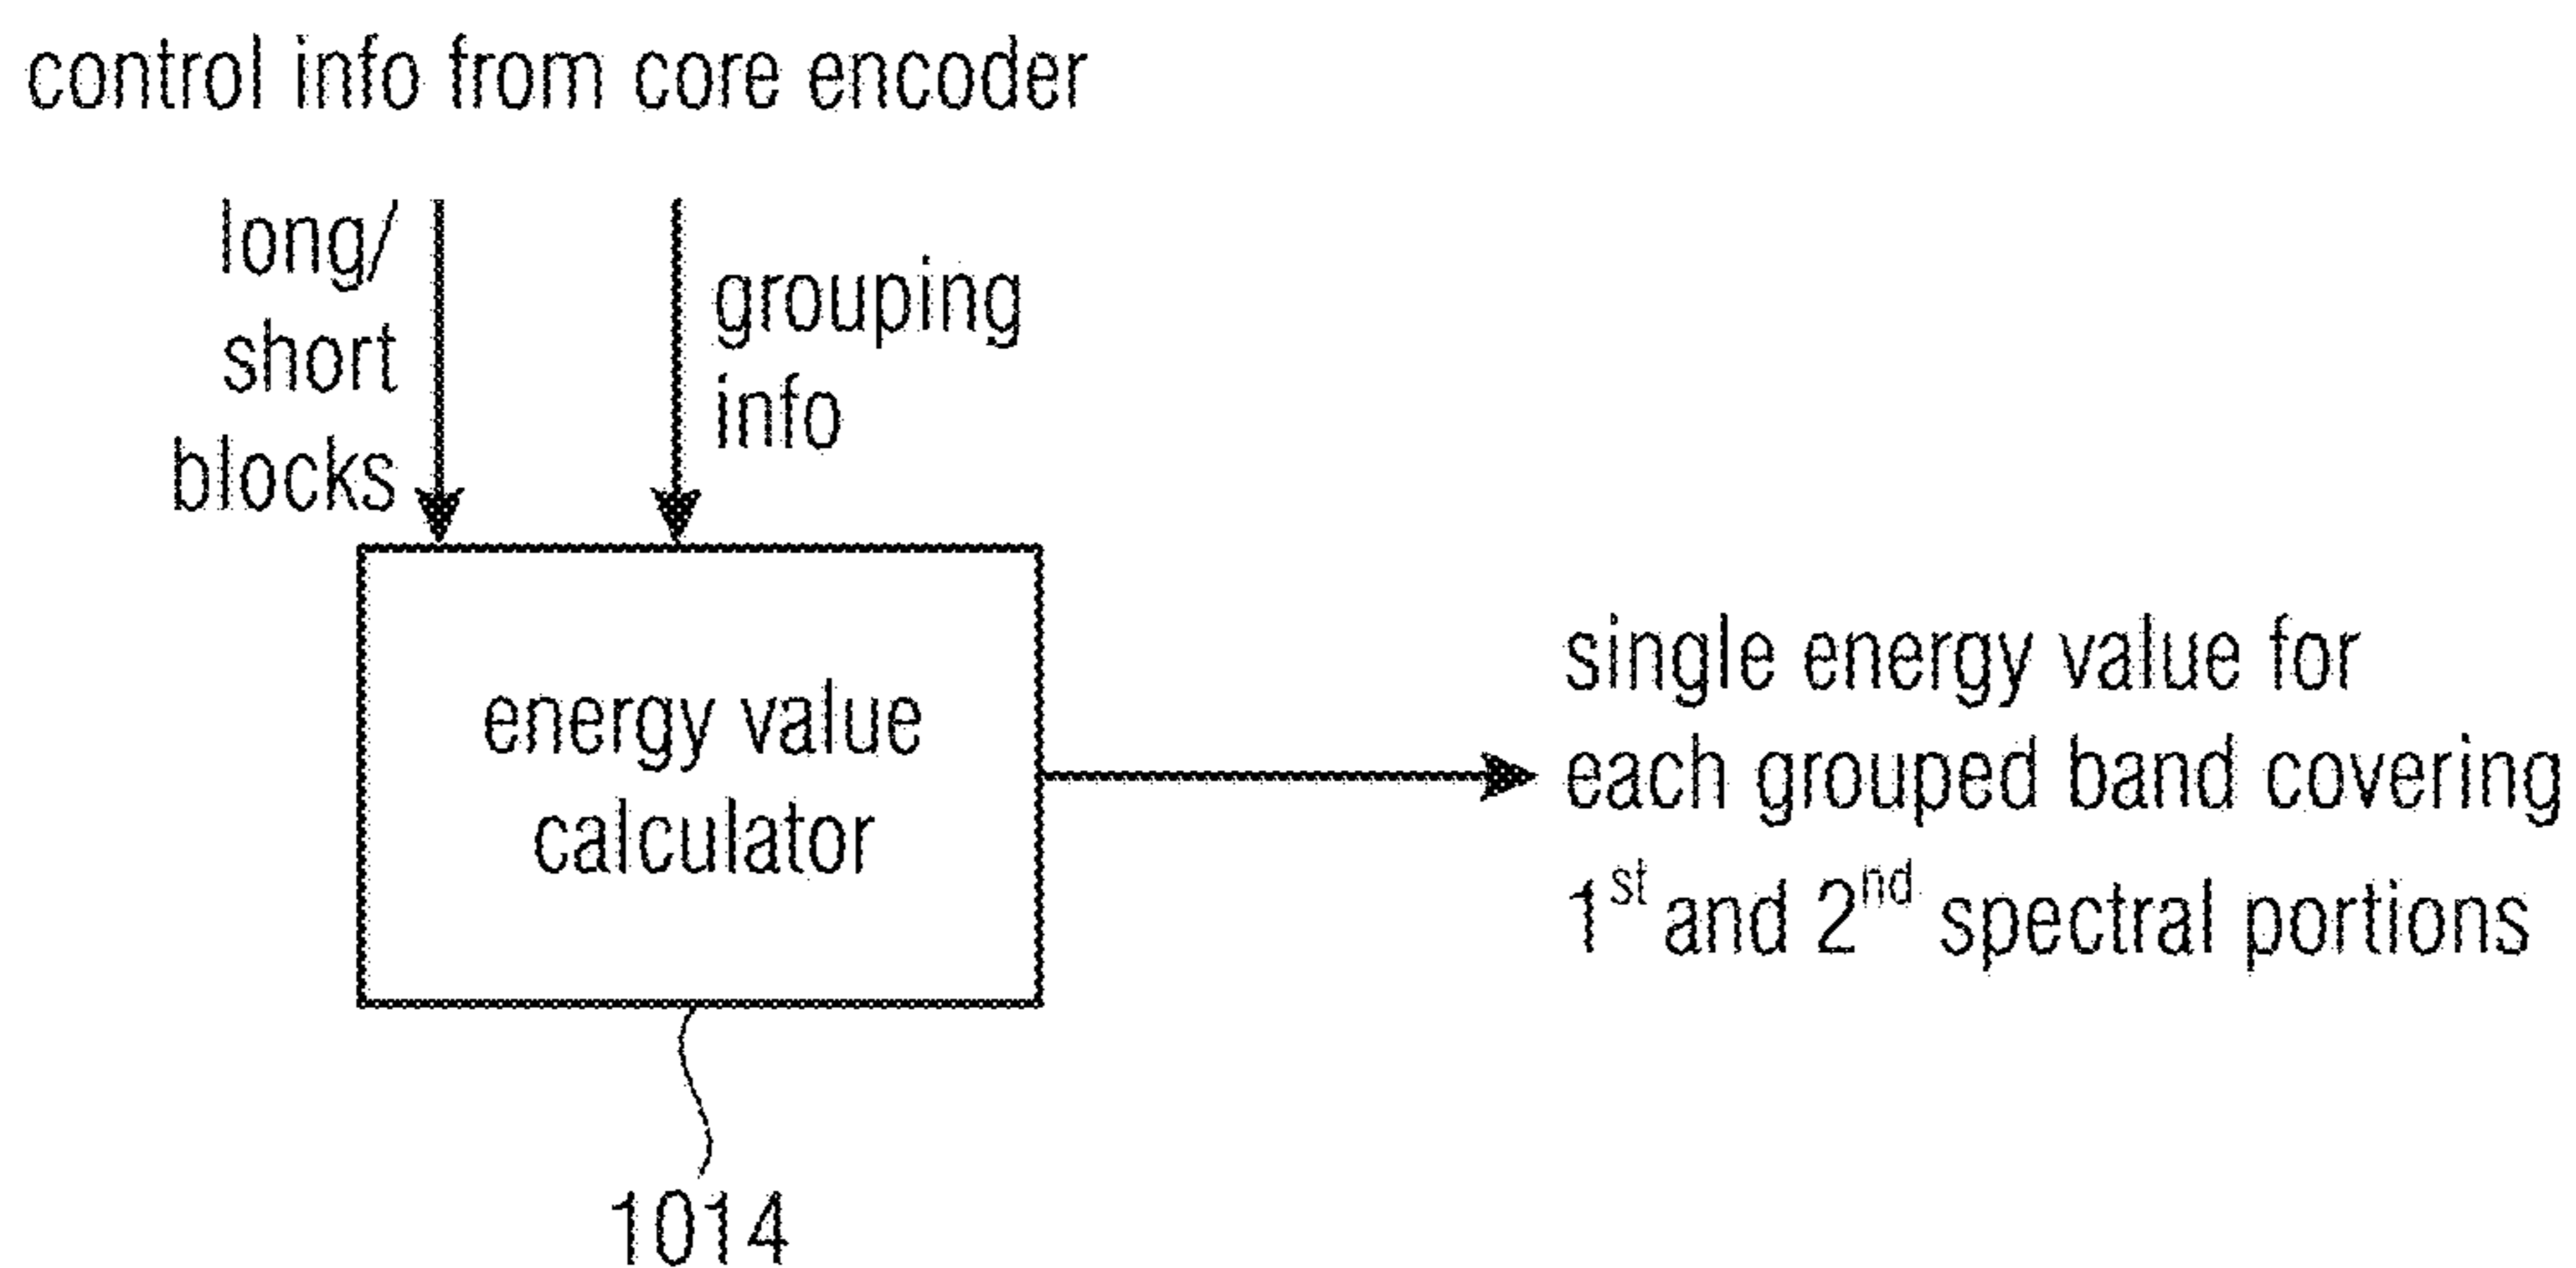 control info from core encoder
long/
short
blocks
grouping
info
energy value
calculator
single energy value for
each grouped band covering
1st and 2nd spectral portions
1014